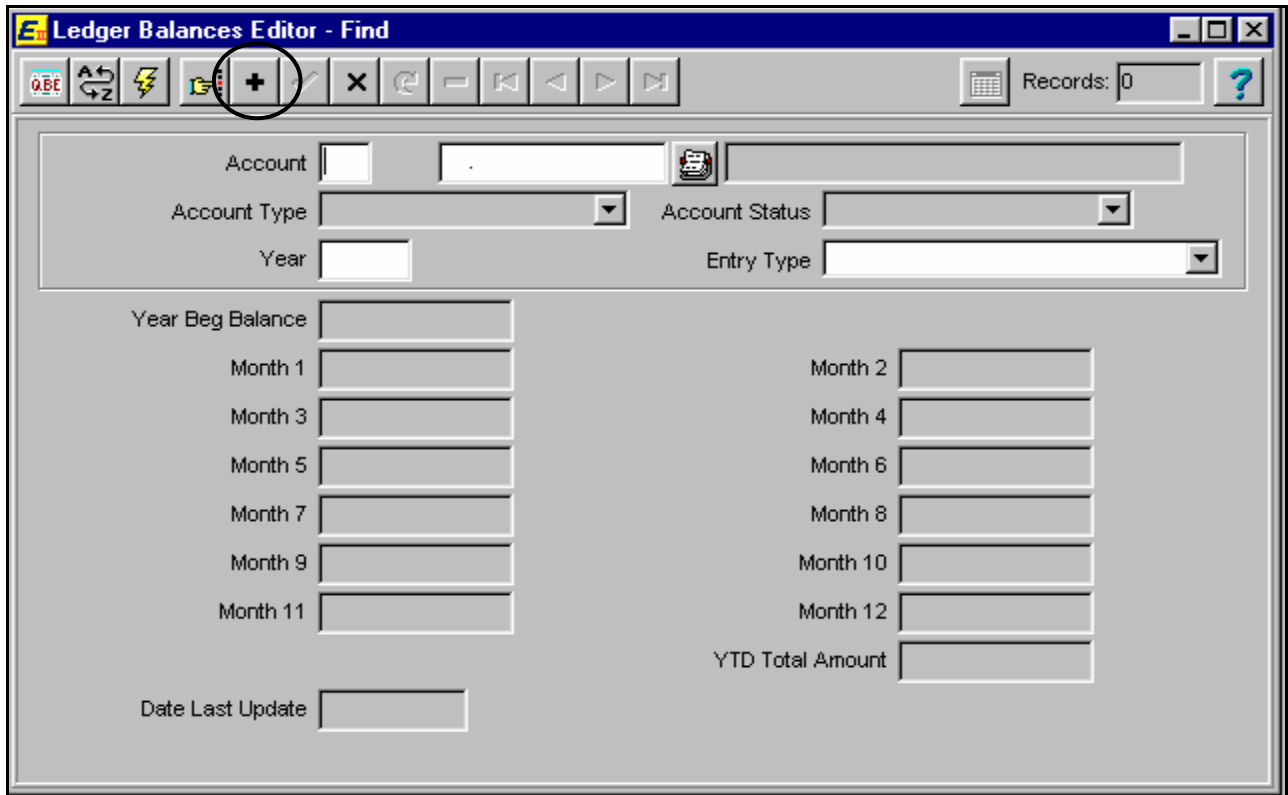 EIII Ledger Balances Editor - Find
QBE A Z Records: 0 ?
Account .
Account Type Account Status
Year Entry Type
Year Beg Balance
Month 1 Month 2
Month 3 Month 4
Month 5 Month 6
Month 7 Month 8
Month 9 Month 10
Month 11 Month 12
YTD Total Amount
Date Last Update